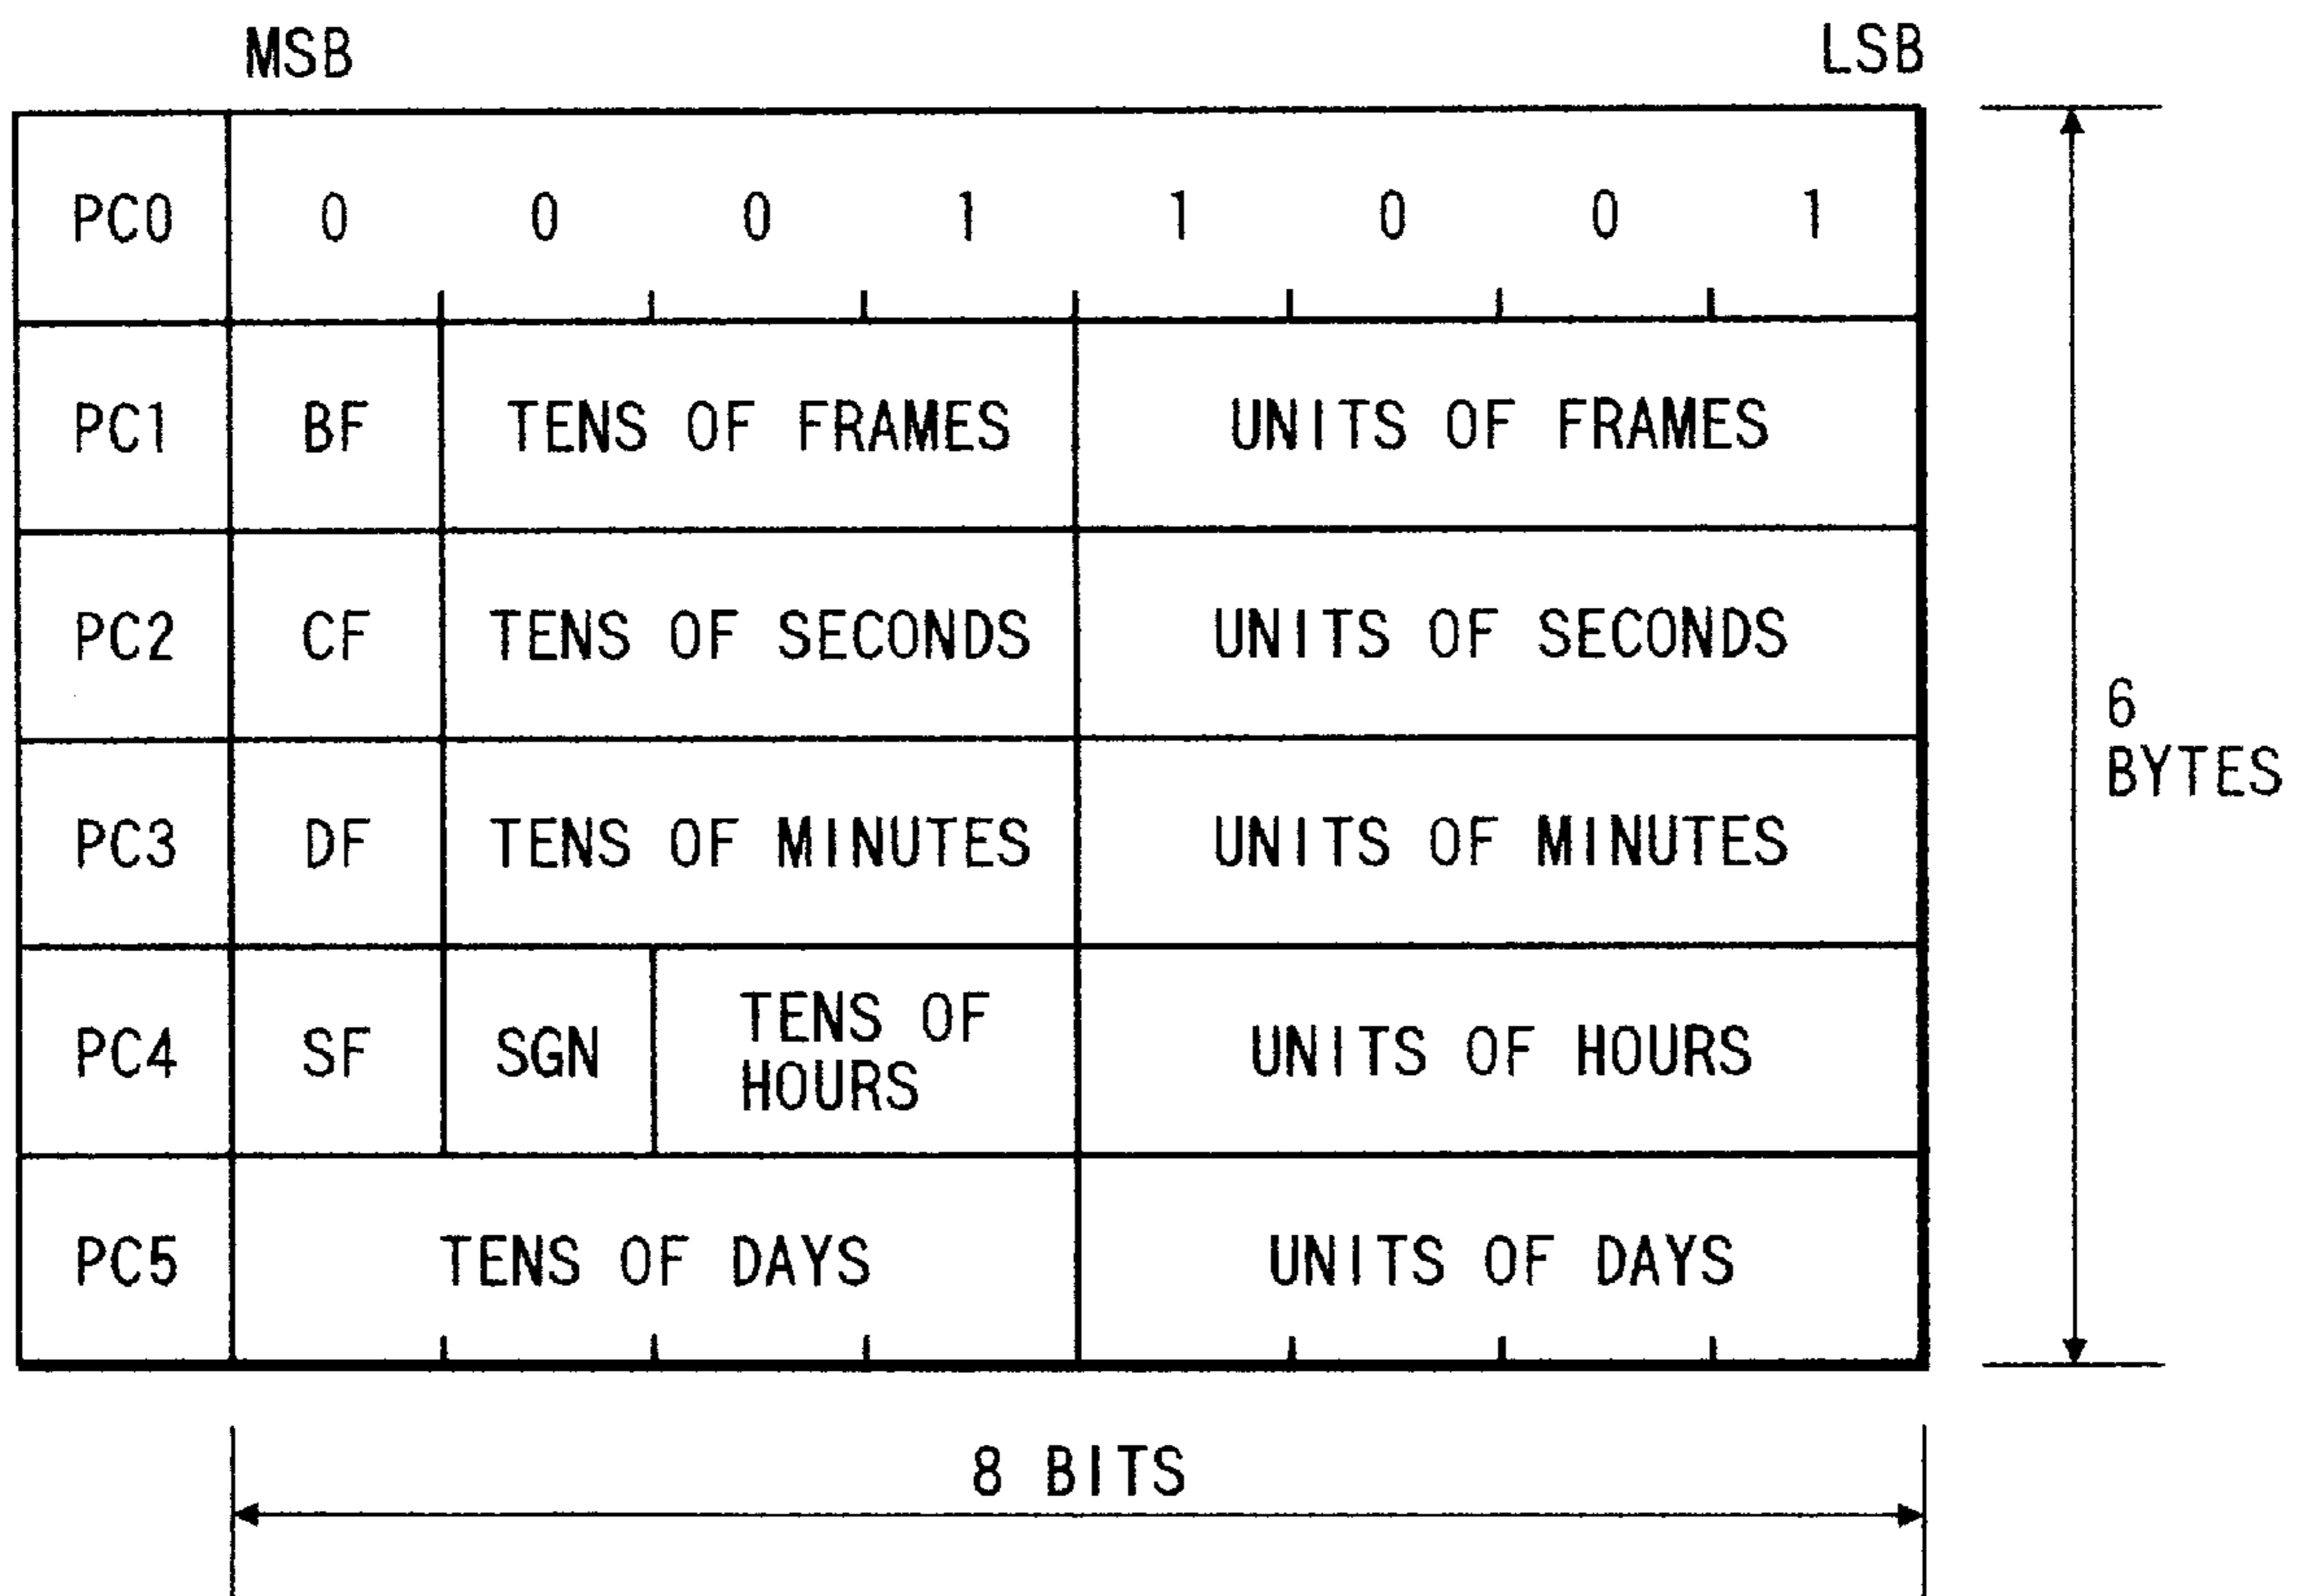 MSB LSB
PC0 0 0 0 1 1 0 0 1
PC1 BF TENS OF FRAMES UNITS OF FRAMES
PC2 CF TENS OF SECONDS UNITS OF SECONDS
PC3 DF TENS OF MINUTES UNITS OF MINUTES
PC4 SF SGN TENS OF HOURS UNITS OF HOURS
PC5 TENS OF DAYS UNITS OF DAYS
6
BYTES
8 BITS